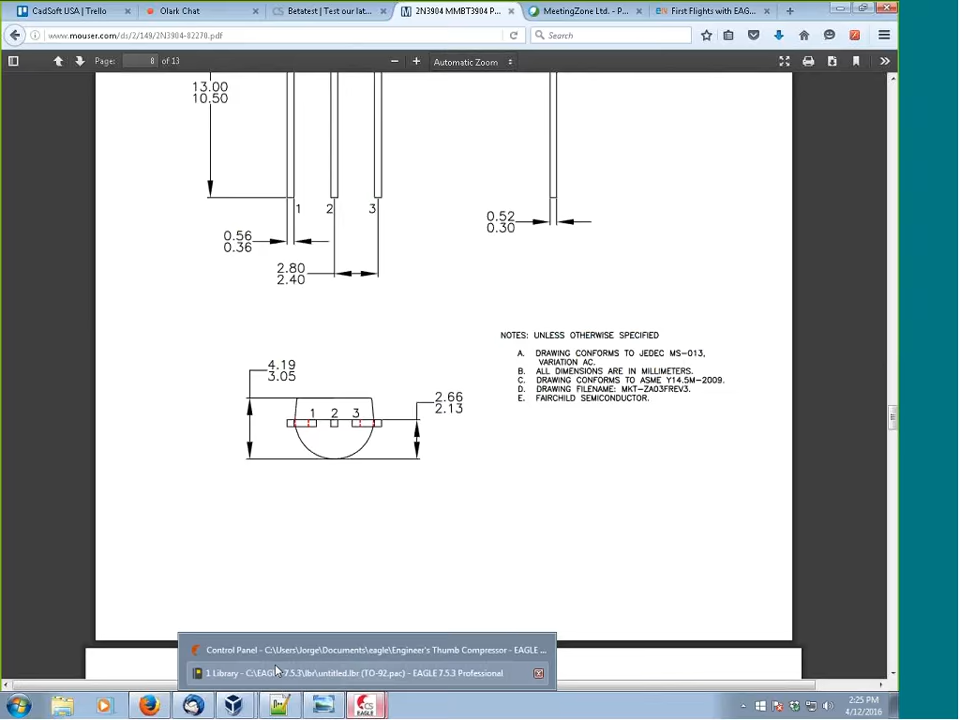 CadSoft USA | Trello
Olark Chat
Betatest | Test our lat...
2N3904 MMBT3904 P...
MeetingZone Ltd. - P...
First Flights with EAG...
www.mouser.com/ds/2/149/2N3904-82270.pdf
Search
Page: 8 of 13
Automatic Zoom
13.00
10.50
1 2 3
0.56
0.36
2.80
2.40
0.52
0.30
NOTES: UNLESS OTHERWISE SPECIFIED
A. DRAWING CONFORMS TO JEDEC MS-013,
VARIATION AC.
B. ALL DIMENSIONS ARE IN MILLIMETERS.
C. DRAWING CONFORMS TO ASME Y14.5M-2009.
D. DRAWING FILENAME: MKT-ZA03FREV3.
E. FAIRCHILD SEMICONDUCTOR.
4.19
3.05
2.66
2.13
1 2 3
Control Panel - C:\Users\Jorge\Documents\eagle\Engineer's Thumb Compressor - EAGLE ...
1 Library - C:\EAG 7.5.3\lbr\untitled.lbr (TO-92.pac) - EAGLE 7.5.3 Professional
CS
EAGLE
2:25 PM
4/12/2016